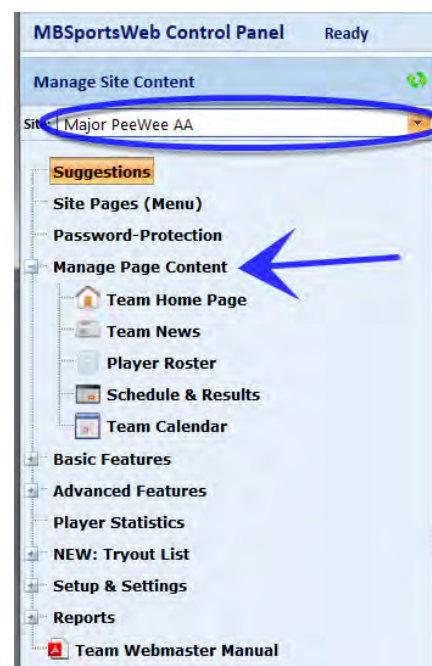 MBSportsWeb Control Panel Ready
Manage Site Content
Site: Major PeeWee AA
Suggestions
Site Pages (Menu)
Password-Protection
Manage Page Content
Team Home Page
Team News
Player Roster
Schedule & Results
Team Calendar
Basic Features
Advanced Features
Player Statistics
NEW: Tryout List
Setup & Settings
Reports
Team Webmaster Manual